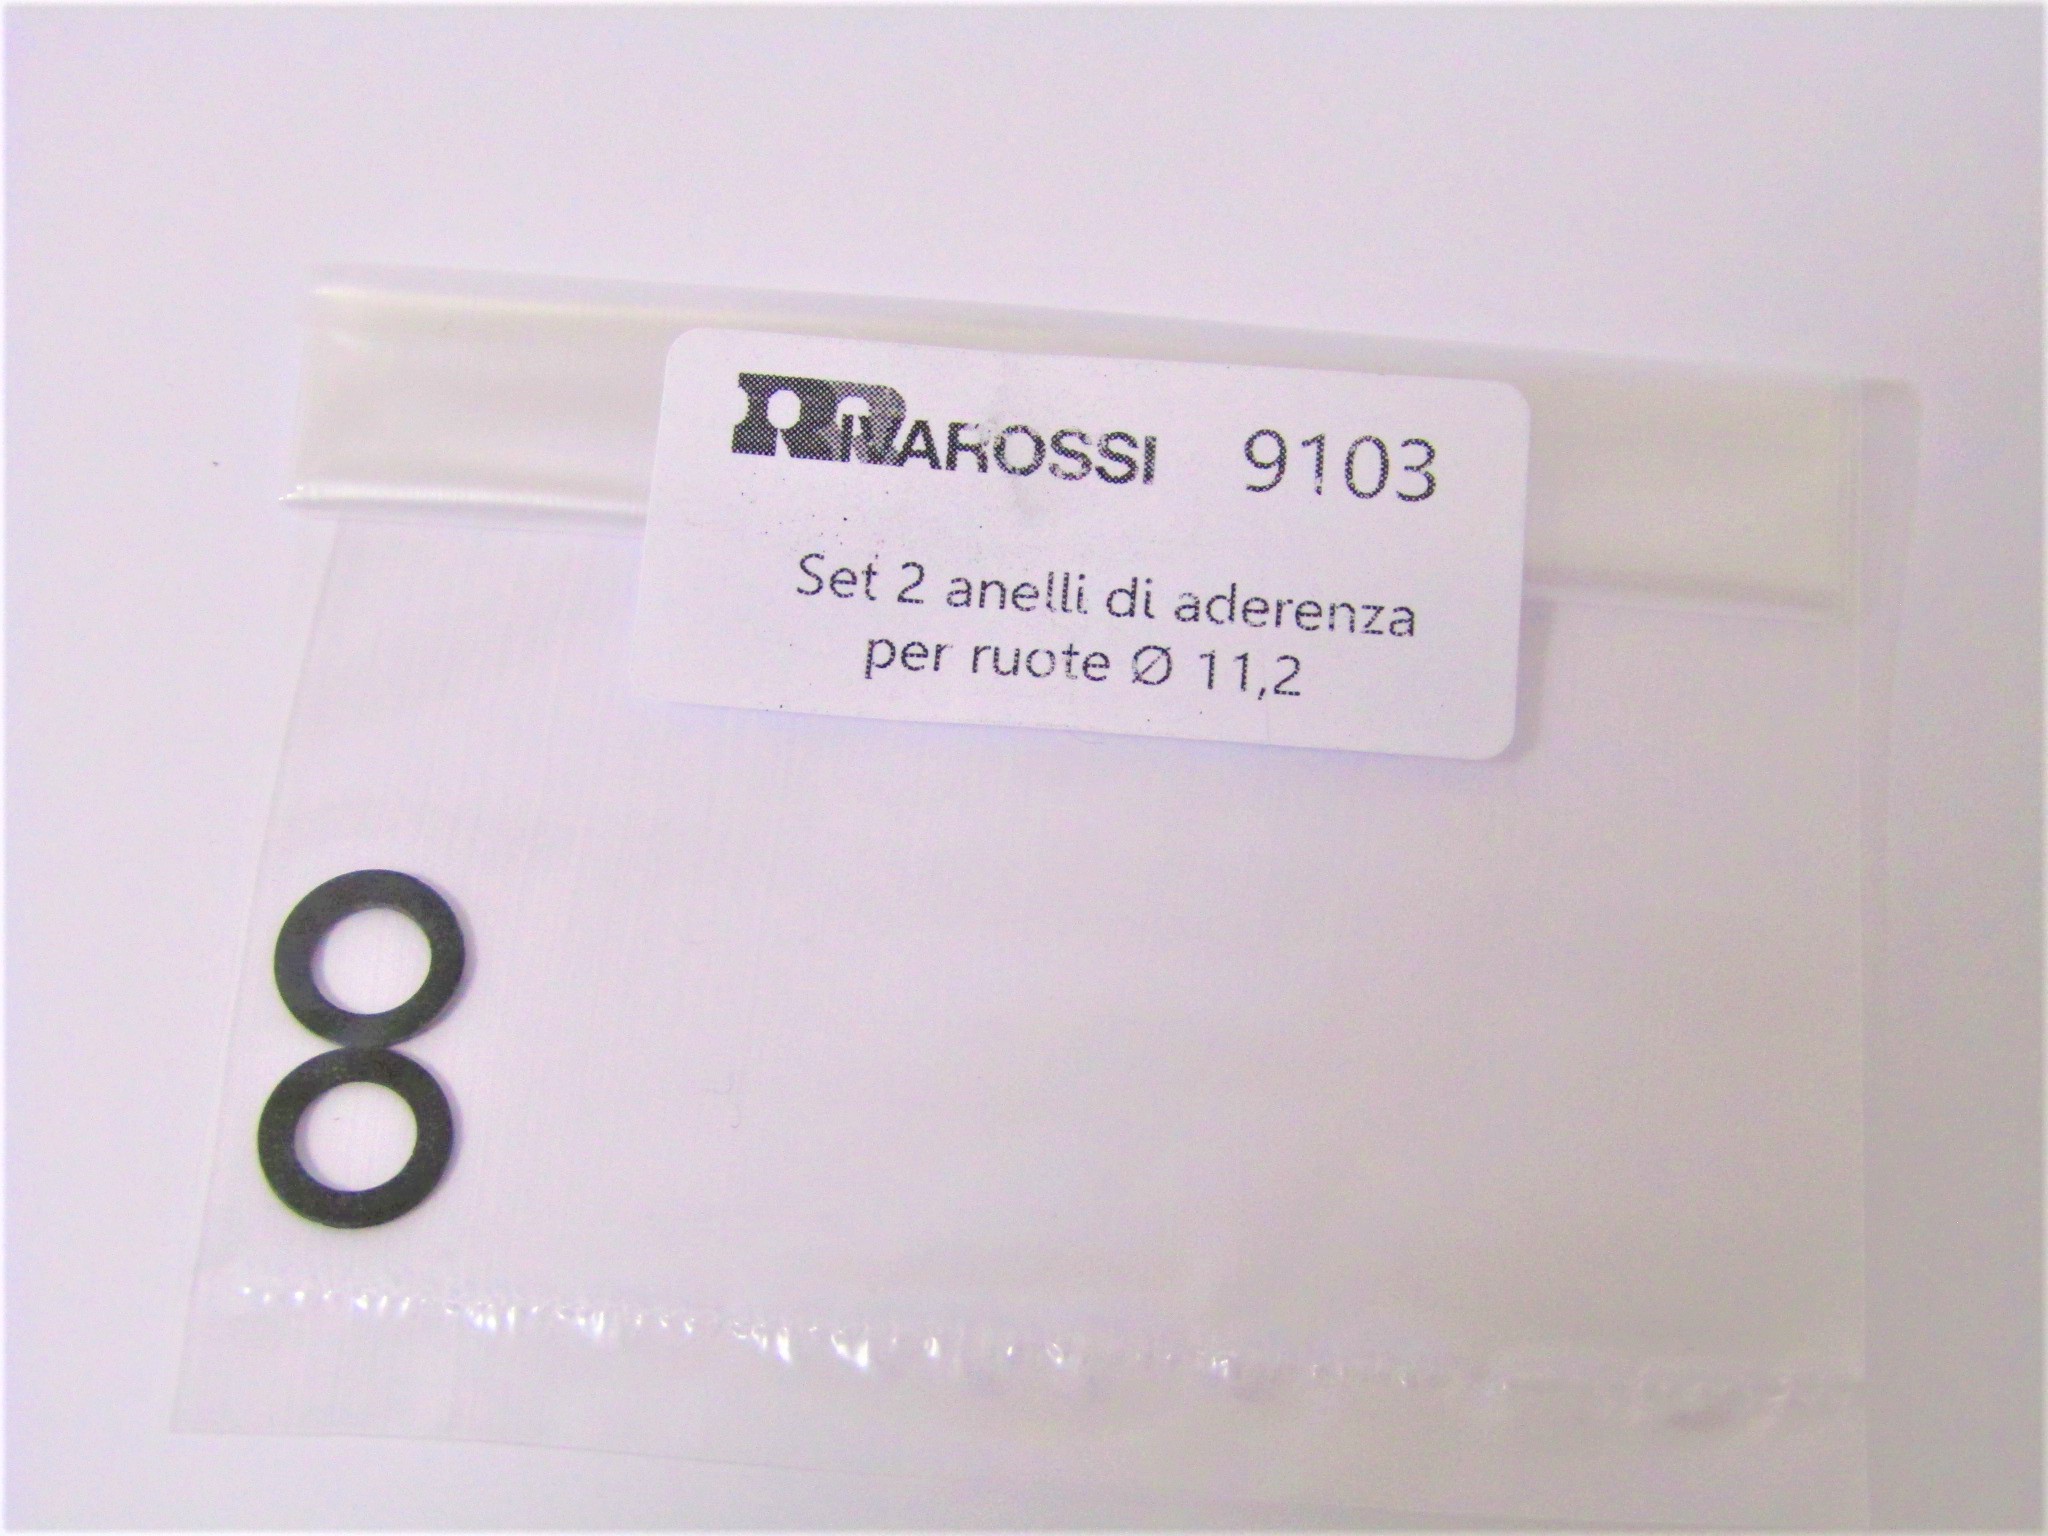 RIVAROSSI 9103
Set 2 anelli di aderenza
per ruote Ø 11,2